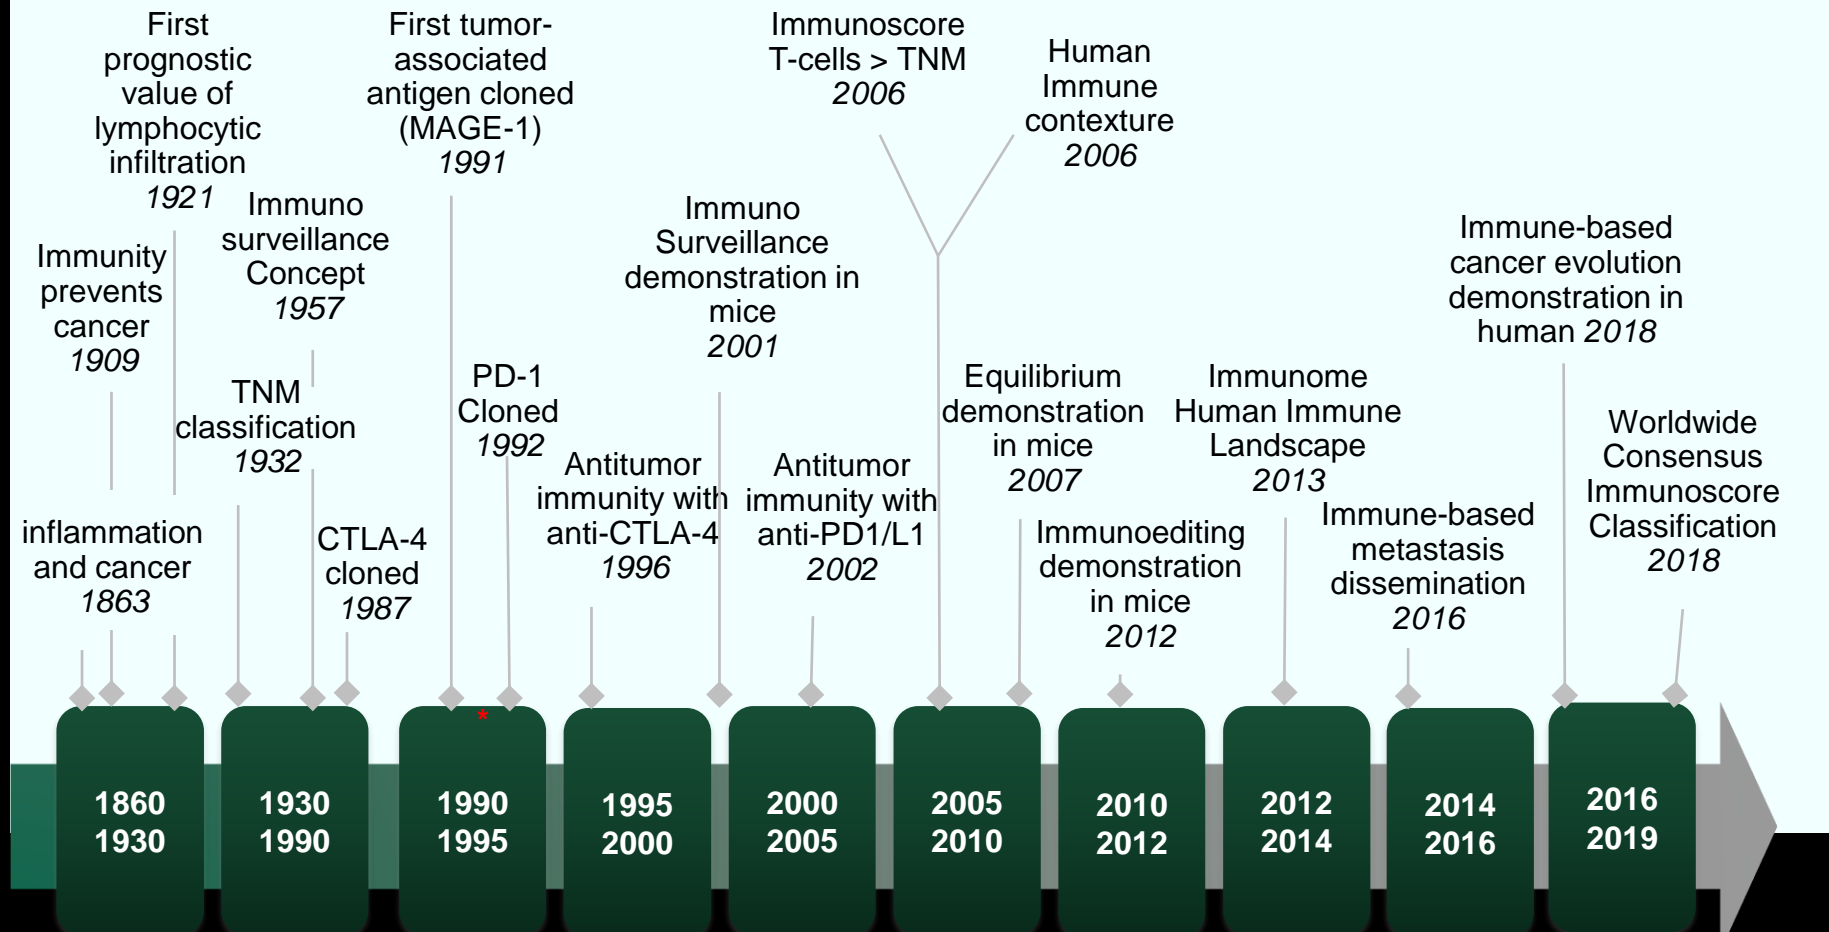 First
prognostic
value of
lymphocytic
infiltration
1921
First tumor-
associated
antigen cloned
(MAGE-1)
1991
Immunoscore
T-cells > TNM
2006
Human
Immune
contexture
2006
Immunity
prevents
cancer
1909
Immuno
surveillance
Concept
1957
Immuno
Surveillance
demonstration in
mice
2001
Immune-based
cancer evolution
demonstration in
human 2018
TNM
classification
1932
PD-1
Cloned
1992
Equilibrium
demonstration
in mice
2007
Immunome
Human Immune
Landscape
2013
Worldwide
Consensus
Immunoscore
Classification
2018
inflammation
and cancer
1863
CTLA-4
cloned
1987
Antitumor
immunity with
anti-CTLA-4
1996
Antitumor
immunity with
anti-PD1/L1
2002
Immunoediting
demonstration
in mice
2012
Immune-based
metastasis
dissemination
2016
*
1860
1930
1930
1990
1990
1995
1995
2000
2000
2005
2005
2010
2010
2012
2012
2014
2014
2016
2016
2019